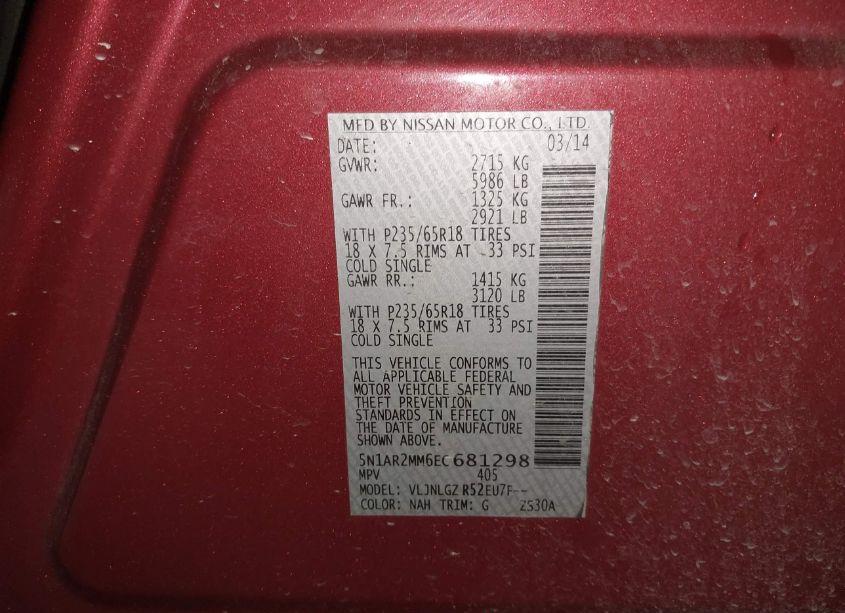 MFD BY NISSAN MOTOR CO., LTD.
DATE: 03/14
GVWR: 2715 KG
5986 LB
GAWR FR.: 1325 KG
2921 LB
WITH P235/65R18 TIRES
18 X 7.5 RIMS AT 33 PSI
COLD SINGLE
GAWR RR.: 1415 KG
3120 LB
WITH P235/65R18 TIRES
18 X 7.5 RIMS AT 33 PSI
COLD SINGLE
THIS VEHICLE CONFORMS TO
ALL APPLICABLE FEDERAL
MOTOR VEHICLE SAFETY AND
THEFT PREVENTION
STANDARDS IN EFFECT ON
THE DATE OF MANUFACTURE
SHOWN ABOVE.
5N1AR2MM6EC681298
MPV 405
MODEL: VLJNLGZ R52EU7F--
COLOR: NAH TRIM: G 2S30A